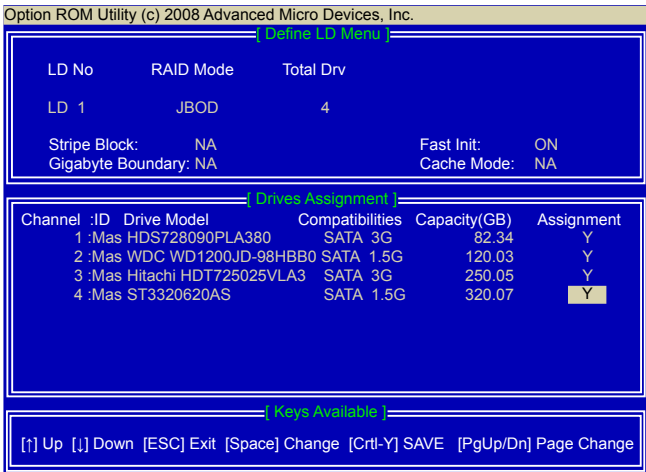 Option ROM Utility (c) 2008 Advanced Micro Devices, Inc.
[ Define LD Menu ]
LD No RAID Mode Total Drv
LD 1 JBOD 4
Stripe Block: NA Fast Init: ON
Gigabyte Boundary: NA Cache Mode: NA
[ Drives Assignment ]
Channel :ID Drive Model Compatibilities Capacity(GB) Assignment
1 :Mas HDS728090PLA380 SATA 3G 82.34 Y
2 :Mas WDC WD1200JD-98HBB0 SATA 1.5G 120.03 Y
3 :Mas Hitachi HDT725025VLA3 SATA 3G 250.05 Y
4 :Mas ST3320620AS SATA 1.5G 320.07 Y
[ Keys Available ]
[↑] Up [↓] Down [ESC] Exit [Space] Change [Crtl-Y] SAVE [PgUp/Dn] Page Change